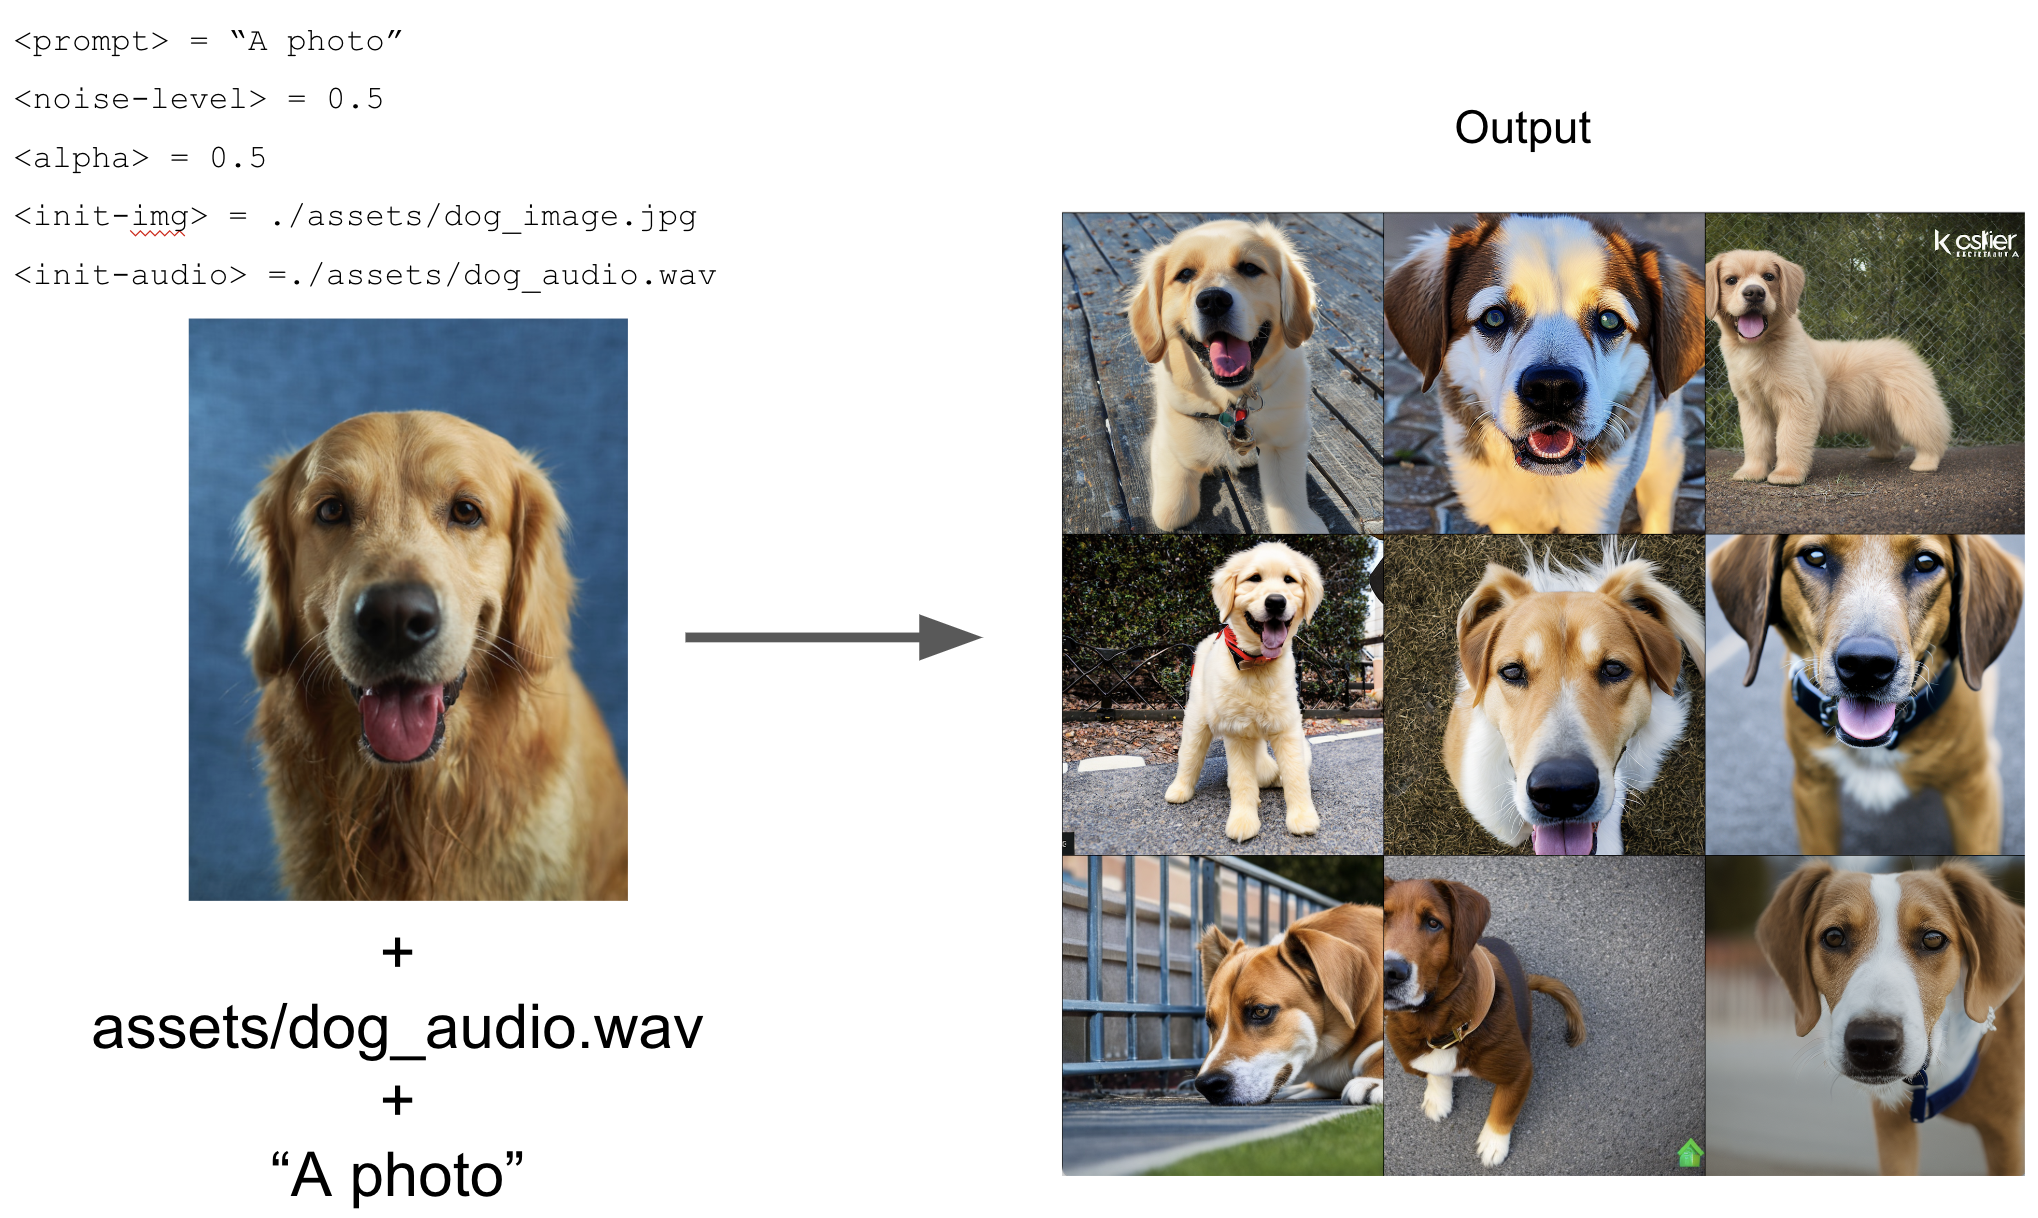 <prompt> = “A photo”
<noise-level> = 0.5
<alpha> = 0.5
<init-img> = ./assets/dog_image.jpg
<init-audio> =./assets/dog_audio.wav
Output
+
assets/dog_audio.wav
+
“A photo”